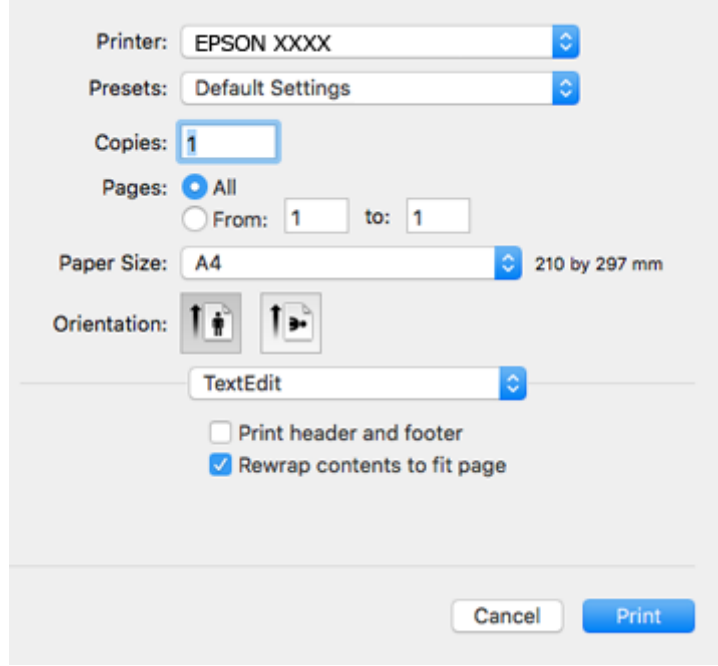 Printer: EPSON XXXX
Presets: Default Settings
Copies: 1
Pages: All
From: 1 to: 1
Paper Size: A4 210 by 297 mm
Orientation:
TextEdit
Print header and footer
Rewrap contents to fit page
Cancel Print